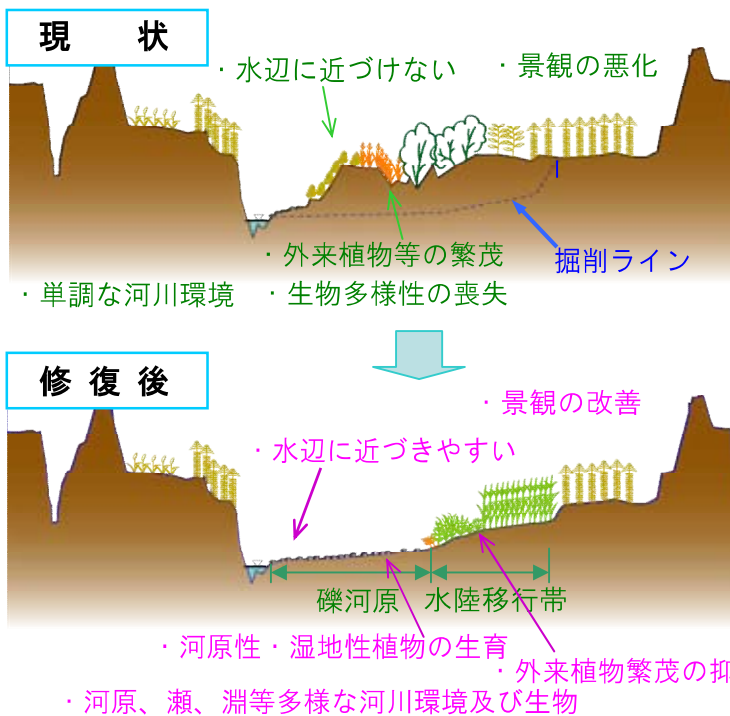 現　状
・水辺に近づけない
・景観の悪化
・外来植物等の繁茂
掘削ライン
・単調な河川環境
・生物多様性の喪失
修復後
・景観の改善
・水辺に近づきやすい
礫河原
水陸移行帯
・河原性・湿地性植物の生育
・外来植物繁茂の抑
・河原、瀬、淵等多様な河川環境及び生物